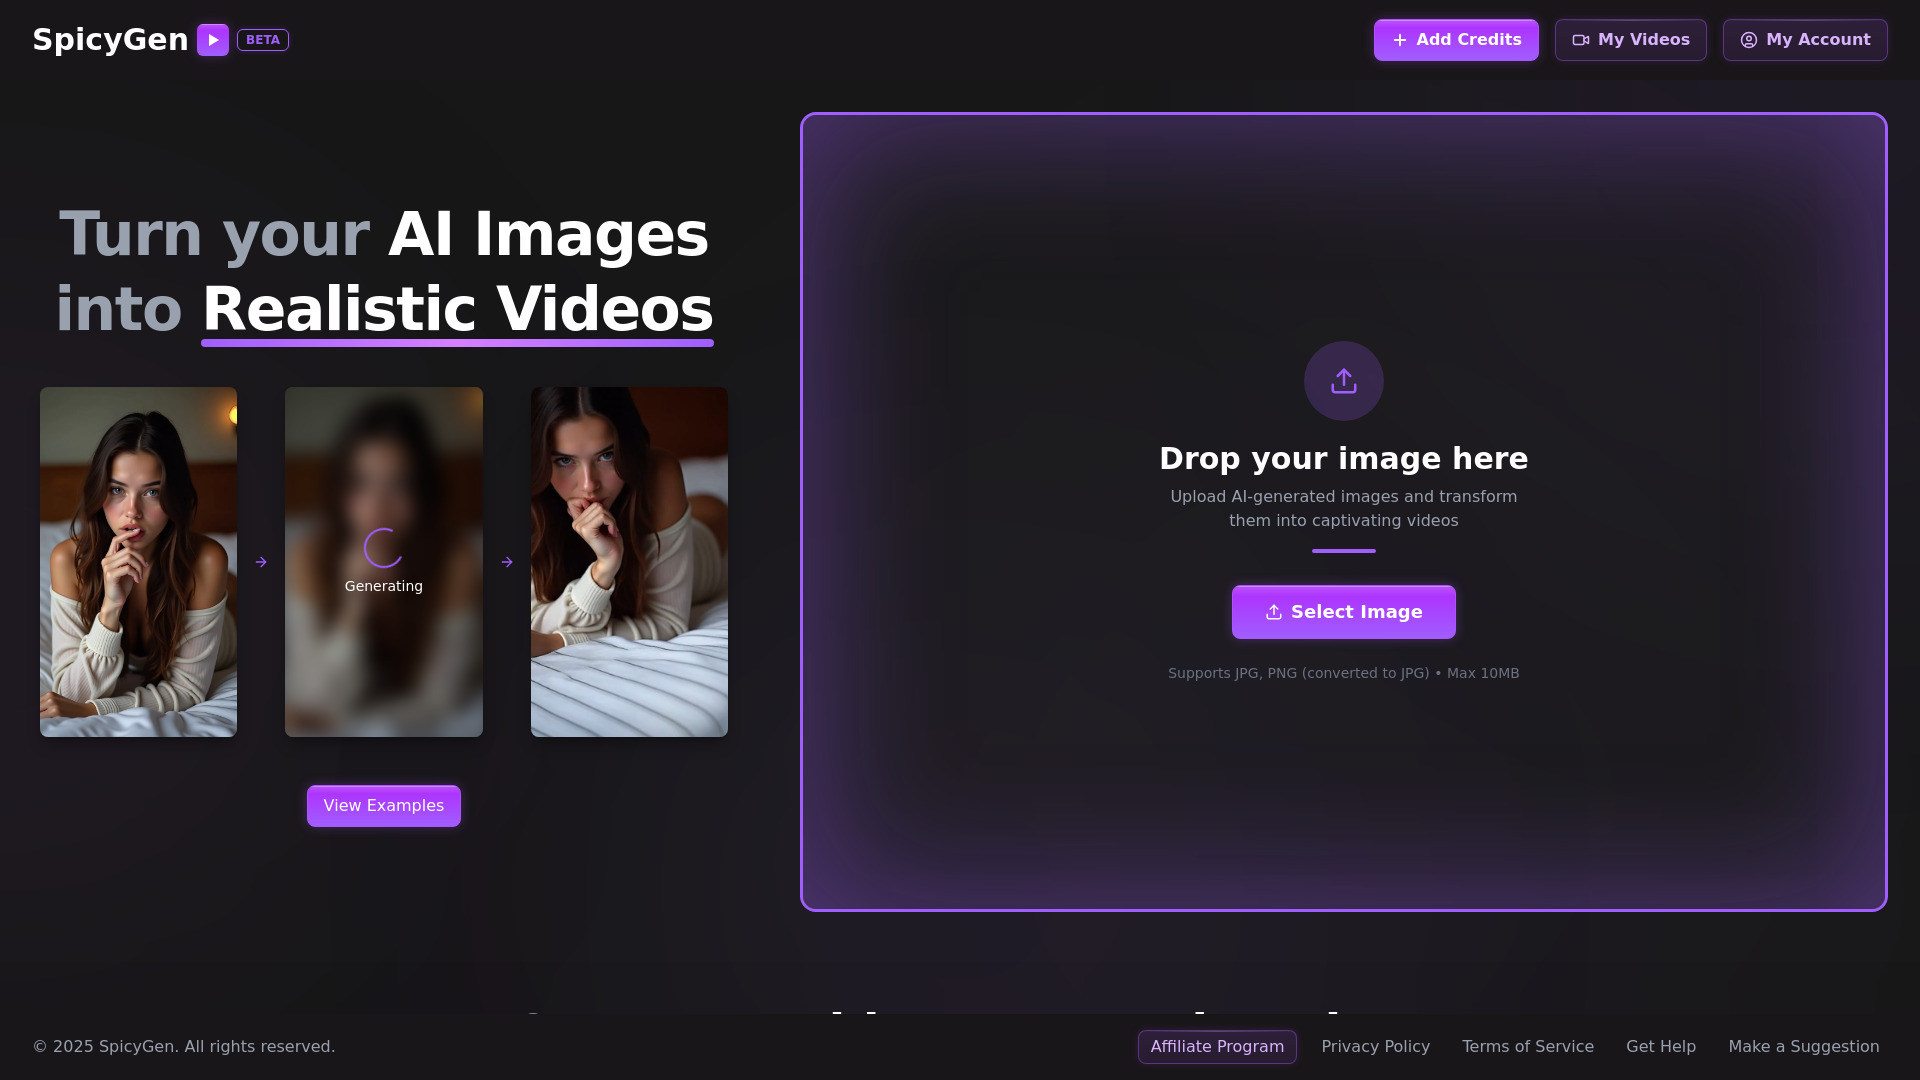 SpicyGen BETA
Add Credits
My Videos
My Account
Turn your AI Images
into Realistic Videos
Generating
View Examples
Drop your image here
Upload AI-generated images and transform
them into captivating videos
Select Image
Supports JPG, PNG (converted to JPG) • Max 10MB
© 2025 SpicyGen. All rights reserved.
Affiliate Program
Privacy Policy
Terms of Service
Get Help
Make a Suggestion